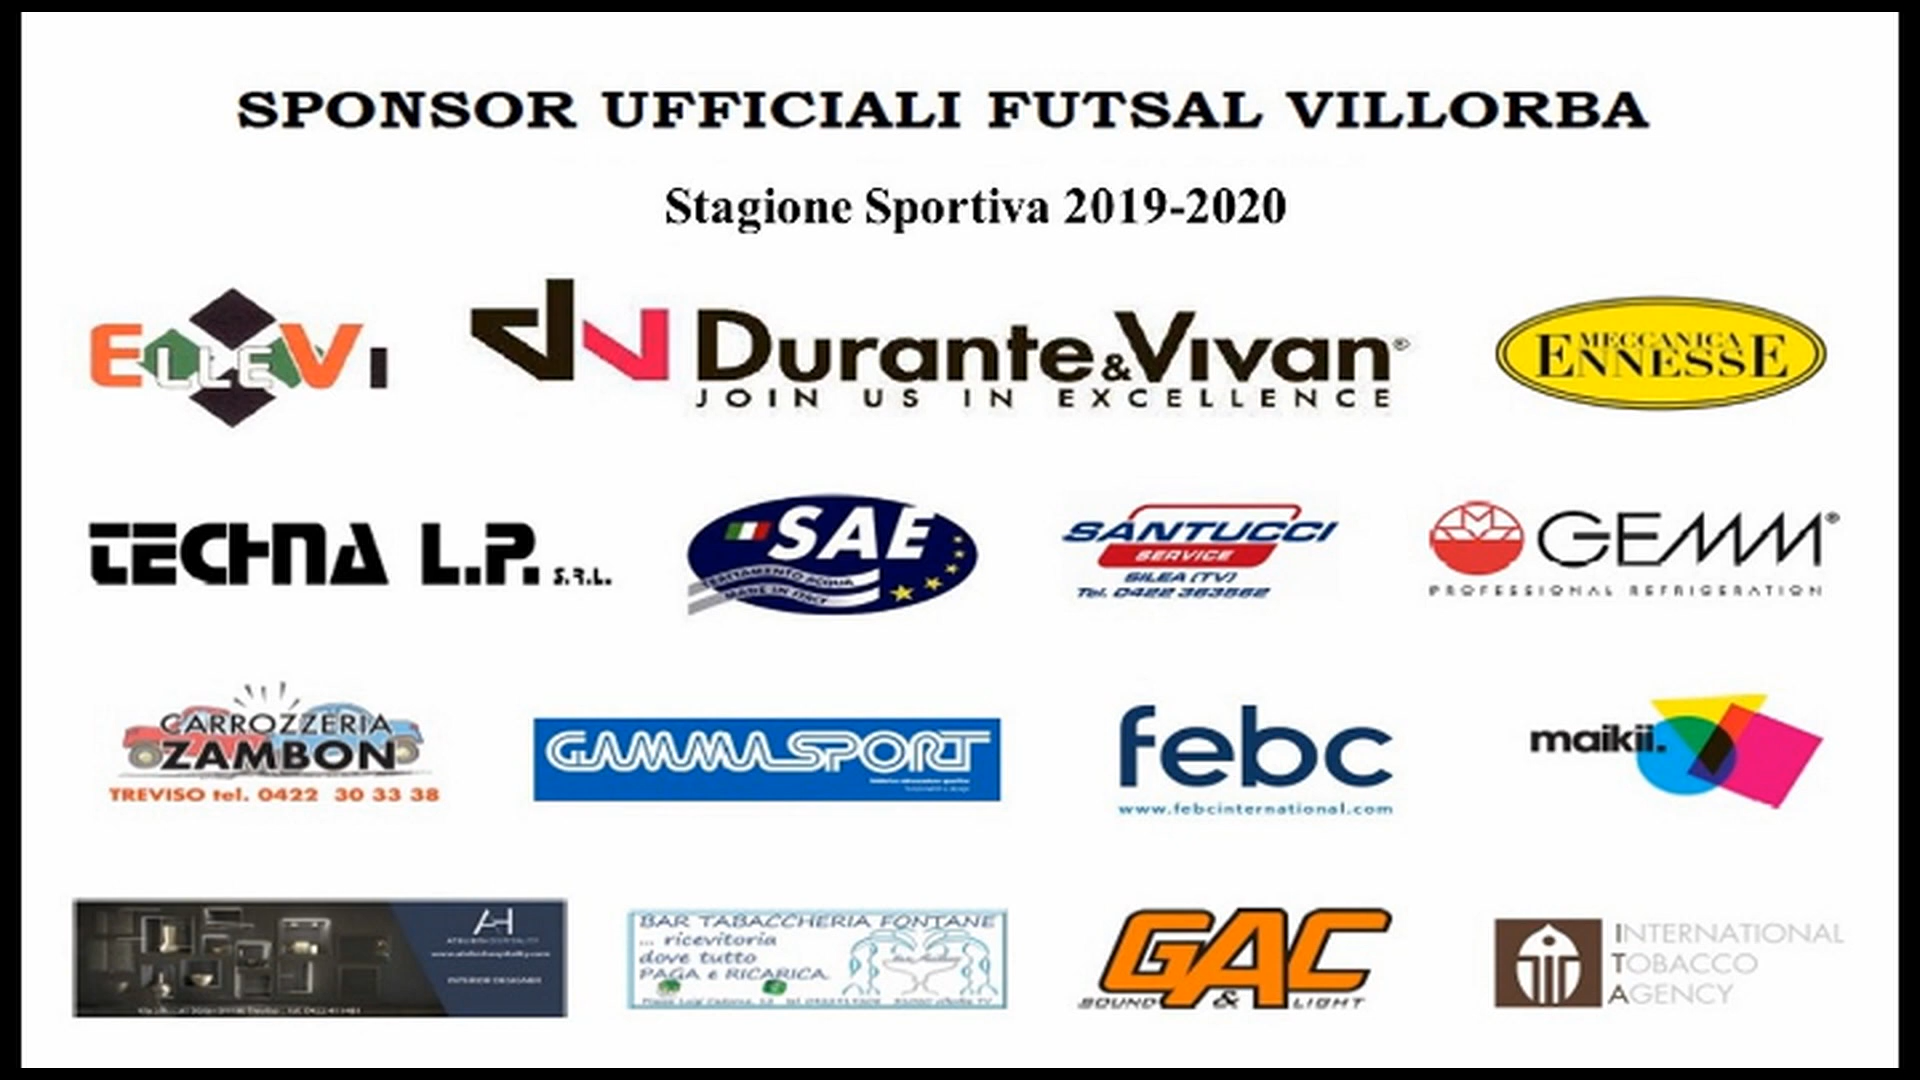 SPONSOR UFFICIALI FUTSAL VILLORBA
Stagione Sportiva 2019-2020
ELLEVI
Durante&Vivan®
JOIN US IN EXCELLENCE
MECCANICA
ENNESSE
TECHNA L.P. S.R.L.
SAE
TRATTAMENTO ACQUA
MADE IN ITALY
SANTUCCI
SERVICE
SILEA (TV)
Tel. 0422 363562
GEMM®
PROFESSIONAL REFRIGERATION
CARROZZERIA
ZAMBON
TREVISO tel. 0422 30 33 38
GAMMASPORT
febc
www.febcinternational.com
maikii.
AH
INTERIOR DESIGNER
BAR TABACCHERIA FONTANE
... ricevitoria
dove tutto
PAGA e RICARICA
GAC
SOUND & LIGHT
INTERNATIONAL
TOBACCO
AGENCY